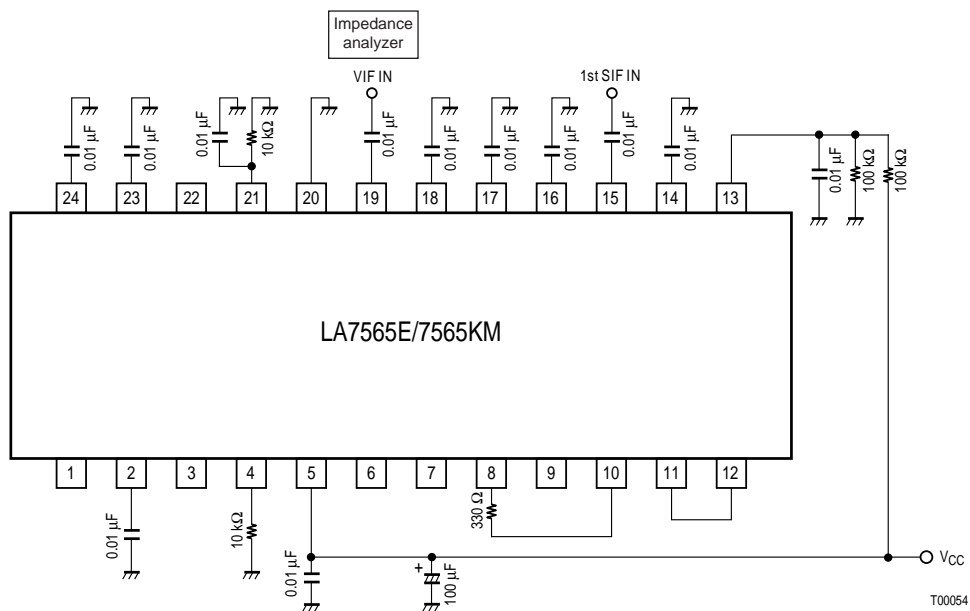 Impedance
analyzer
VIF IN
1st SIF IN
0.01 µF
0.01 µF
0.01 µF
10 kΩ
0.01 µF
0.01 µF
0.01 µF
0.01 µF
0.01 µF
0.01 µF
0.01 µF
100 kΩ
100 kΩ
24
23
22
21
20
19
18
17
16
15
14
13
LA7565E/7565KM
1
2
3
4
5
6
7
8
9
10
11
12
0.01 µF
10 kΩ
0.01 µF
+
100 µF
330 Ω
VCC
T00054